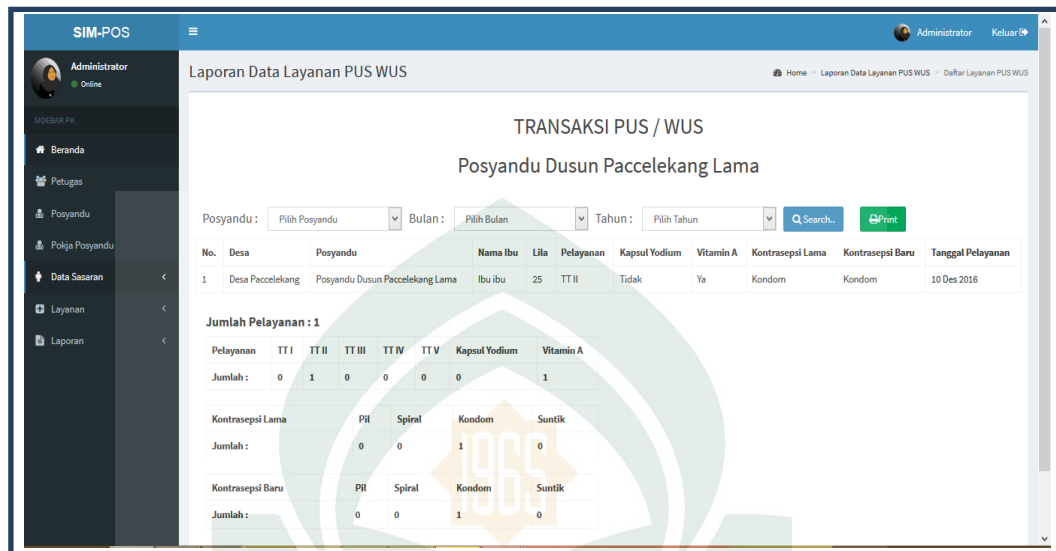 SIM-POS
Administrator Keluar
Administrator
Online
SIDEBAR PK
Beranda
Petugas
Posyandu
Pokja Posyandu
Data Sasaran
Layanan
Laporan
Laporan Data Layanan PUS WUS
Home > Laporan Data Layanan PUS WUS > Daftar Layanan PUS WUS
TRANSAKSI PUS / WUS
Posyandu Dusun Paccelekang Lama
Posyandu : Pilih Posyandu Bulan : Pilih Bulan Tahun : Pilih Tahun Search.. Print
No. Desa Posyandu Nama Ibu Lila Pelayanan Kapsul Yodium Vitamin A Kontrasepsi Lama Kontrasepsi Baru Tanggal Pelayanan
1 Desa Paccelekang Posyandu Dusun Paccelekang Lama Ibu ibu 25 TT II Tidak Ya Kondom Kondom 10 Des 2016
Jumlah Pelayanan : 1
Pelayanan TT I TT II TT III TT IV TT V Kapsul Yodium Vitamin A
Jumlah : 0 1 0 0 0 0 1
Kontrasepsi Lama Pil Spiral Kondom Suntik
Jumlah : 0 0 1 0
Kontrasepsi Baru Pil Spiral Kondom Suntik
Jumlah : 0 0 1 0
1965